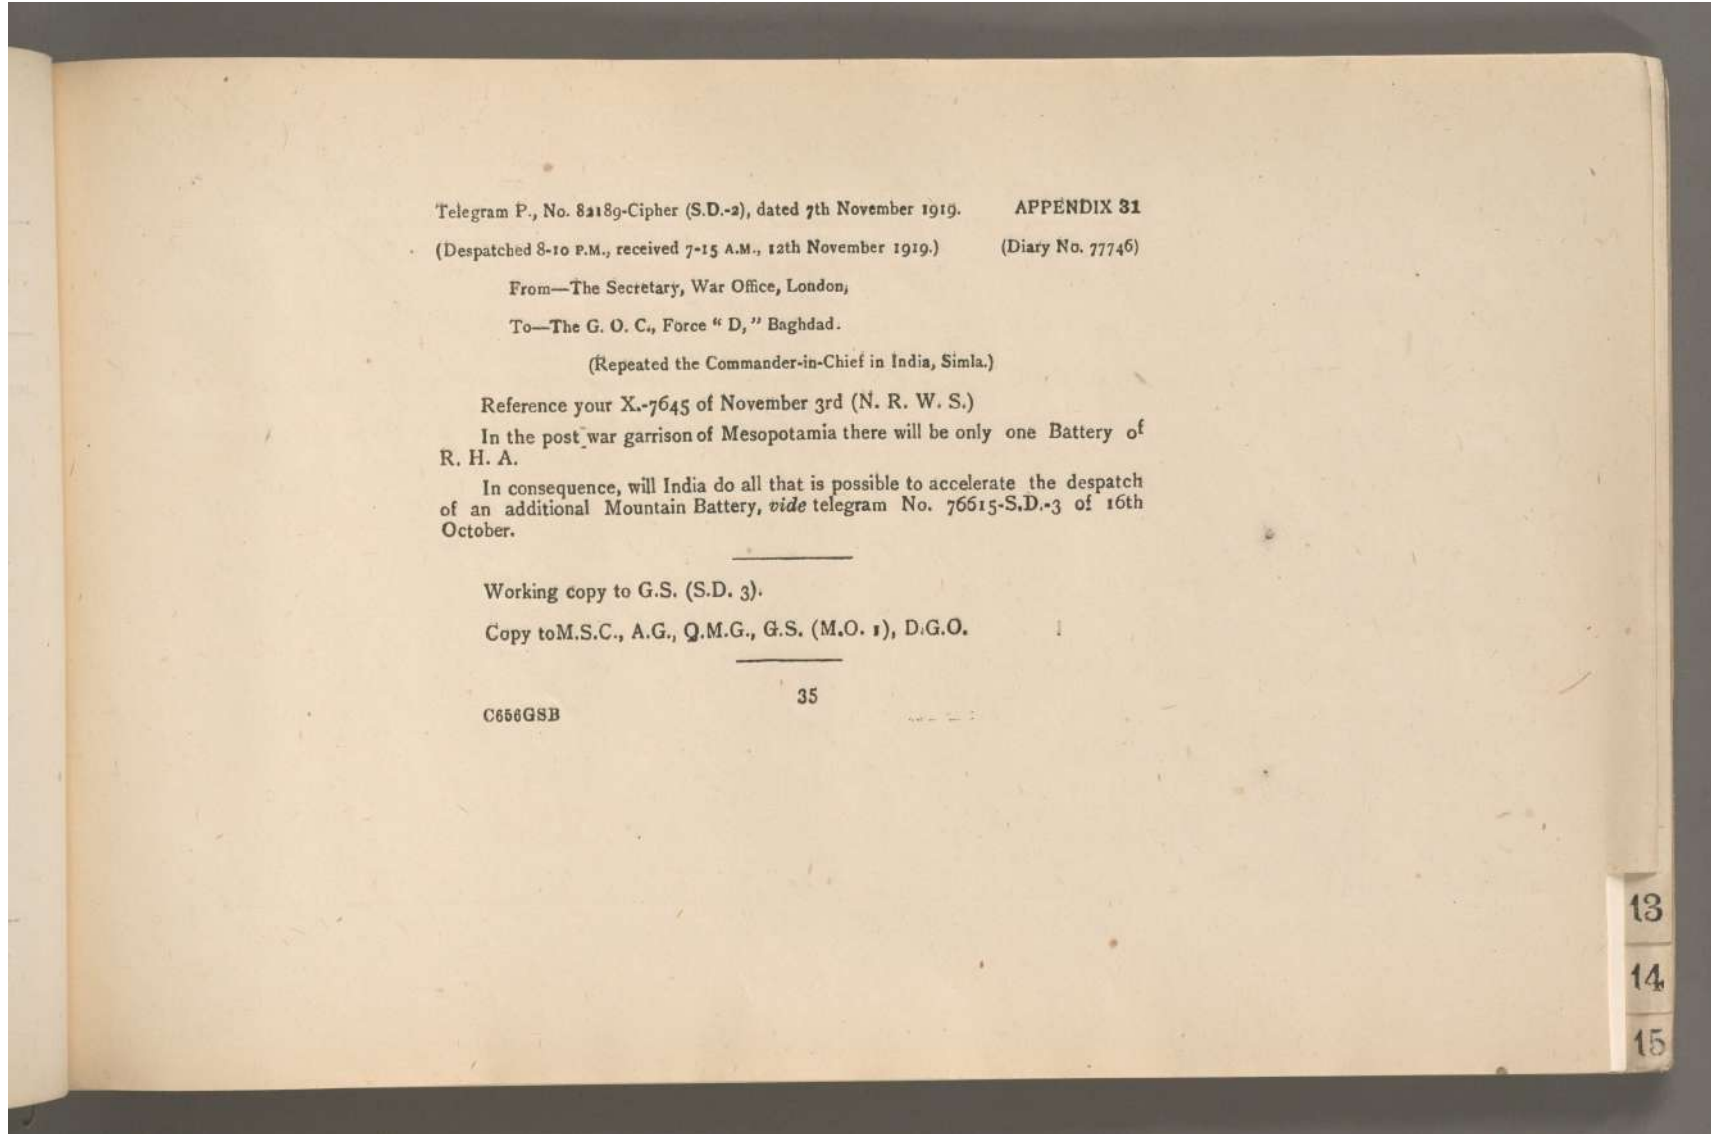 Telegram P., No. 82189-Cipher (S.D.-2), dated 7th November 1919. APPENDIX 31
(Despatched 8-10 P.M., received 7-15 A.M., 12th November 1919.) (Diary No. 77746)
From—The Secretary, War Office, London,
To—The G. O. C., Force " D, " Baghdad.
(Repeated the Commander-in-Chief in India, Simla.)
Reference your X.-7645 of November 3rd (N. R. W. S.)
In the post-war garrison of Mesopotamia there will be only one Battery of
R. H. A.
In consequence, will India do all that is possible to accelerate the despatch
of an additional Mountain Battery, vide telegram No. 76615-S.D.-3 of 16th
October.
Working copy to G.S. (S.D. 3).
Copy toM.S.C., A.G., Q.M.G., G.S. (M.O. 1), D.G.O.
35
C656GSB
13
14
15